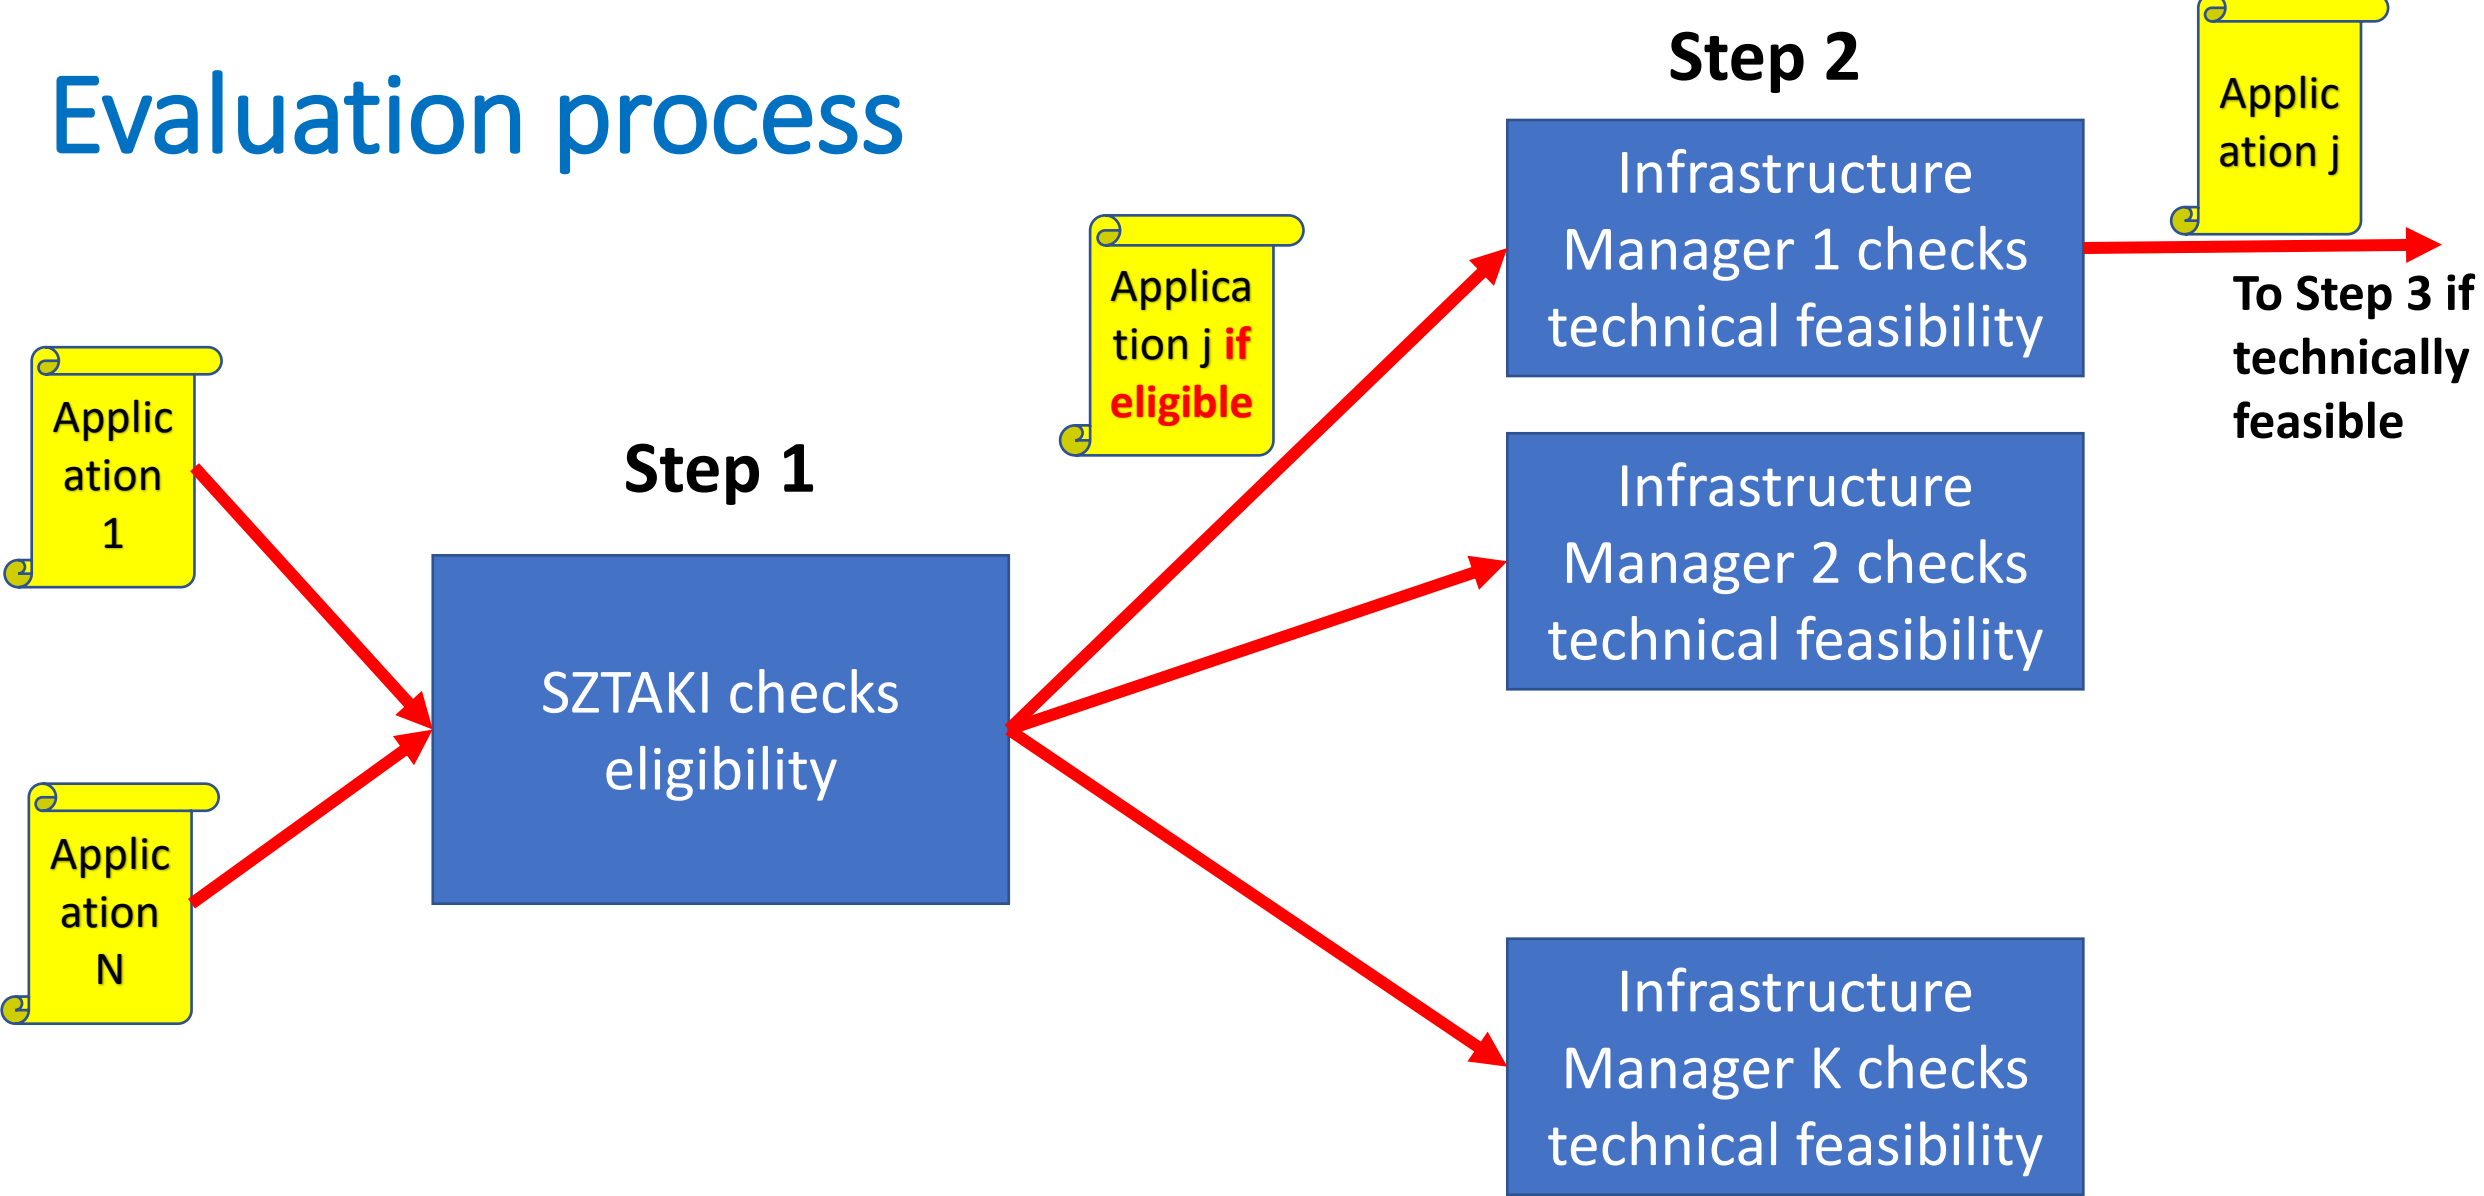 Evaluation process
Applic
ation
1
Applic
ation
N
Step 1
SZTAKI checks
eligibility
Applica
tion j if
eligible
Step 2
Infrastructure
Manager 1 checks
technical feasibility
Infrastructure
Manager 2 checks
technical feasibility
Infrastructure
Manager K checks
technical feasibility
Applic
ation j
To Step 3 if
technically
feasible